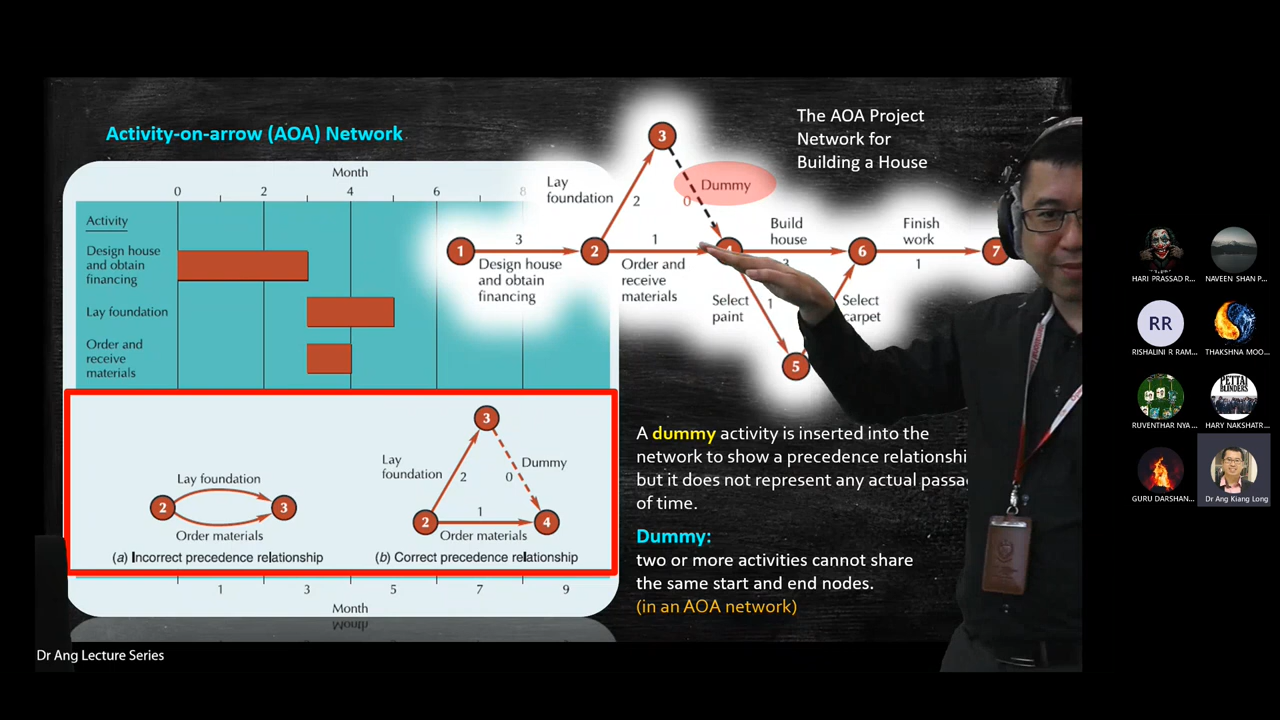 Activity-on-arrow (AOA) Network
The AOA Project
Network for
Building a House
Month
0
2
4
6
8
Activity
Design house
and obtain
financing
Lay foundation
Order and
receive
materials
Lay
foundation
3
2
Dummy
0
1
3
Design house
and obtain
financing
2
1
Order and
receive
materials
4
Build
house
3
6
Finish
work
1
7
Select
paint
1
Select
carpet
5
Lay foundation
2
3
Order materials
(a) Incorrect precedence relationship
3
Lay
foundation
2
0
Dummy
2
1
4
Order materials
(b) Correct precedence relationship
1
3
5
7
9
Month
A dummy activity is inserted into the
network to show a precedence relationshi
but it does not represent any actual passa
of time.
Dummy:
two or more activities cannot share
the same start and end nodes.
(in an AOA network)
Dr Ang Lecture Series
HARI PRASSAD R...
NAVEEN SHAN P...
RR
RISHALINI R RAM...
THAKSHNA MOO...
PETTAI
BLINDERS
RUVENTHAR NYA ...
HARY NAKSHATR...
GURU DARSHAN...
Dr Ang Kiang Long